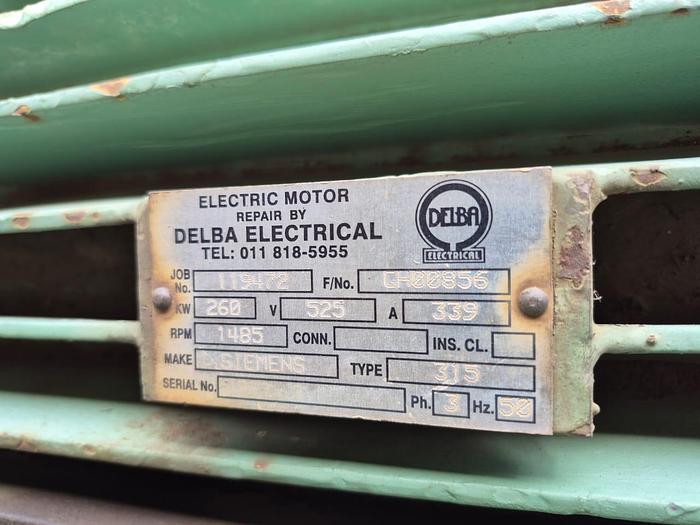 ELECTRIC MOTOR
REPAIR BY
DELBA ELECTRICAL
TEL: 011 818-5955
DELBA
ELECTRICAL
JOB No. 119472 F/No. CH00856
KW 260 V 525 A 339
RPM 1485 CONN. INS. CL.
MAKE SIEMENS TYPE 315
SERIAL No. Ph. 3 Hz. 50